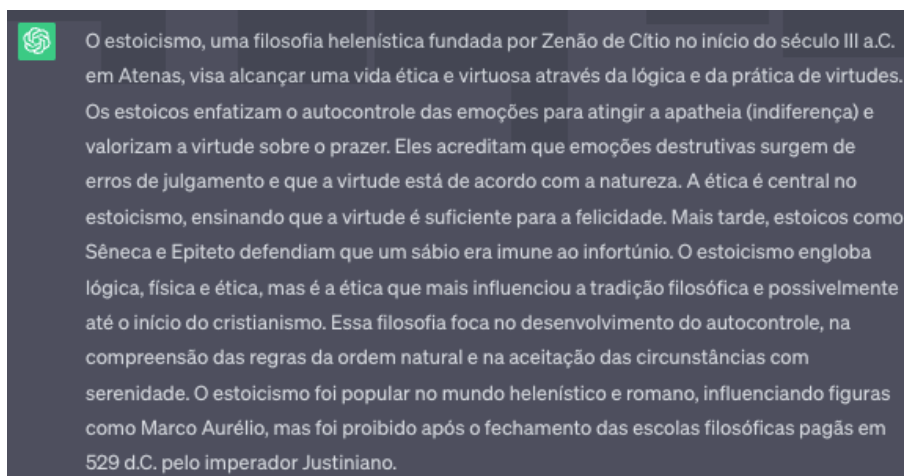 O estoicismo, uma filosofia helenística fundada por Zenão de Cítio no início do século III a.C.
em Atenas, visa alcançar uma vida ética e virtuosa através da lógica e da prática de virtudes.
Os estoicos enfatizam o autocontrole das emoções para atingir a apatheia (indiferença) e
valorizam a virtude sobre o prazer. Eles acreditam que emoções destrutivas surgem de
erros de julgamento e que a virtude está de acordo com a natureza. A ética é central no
estoicismo, ensinando que a virtude é suficiente para a felicidade. Mais tarde, estoicos como
Sêneca e Epiteto defendiam que um sábio era imune ao infortúnio. O estoicismo engloba
lógica, física e ética, mas é a ética que mais influenciou a tradição filosófica e possivelmente
até o início do cristianismo. Essa filosofia foca no desenvolvimento do autocontrole, na
compreensão das regras da ordem natural e na aceitação das circunstâncias com
serenidade. O estoicismo foi popular no mundo helenístico e romano, influenciando figuras
como Marco Aurélio, mas foi proibido após o fechamento das escolas filosóficas pagãs em
529 d.C. pelo imperador Justiniano.